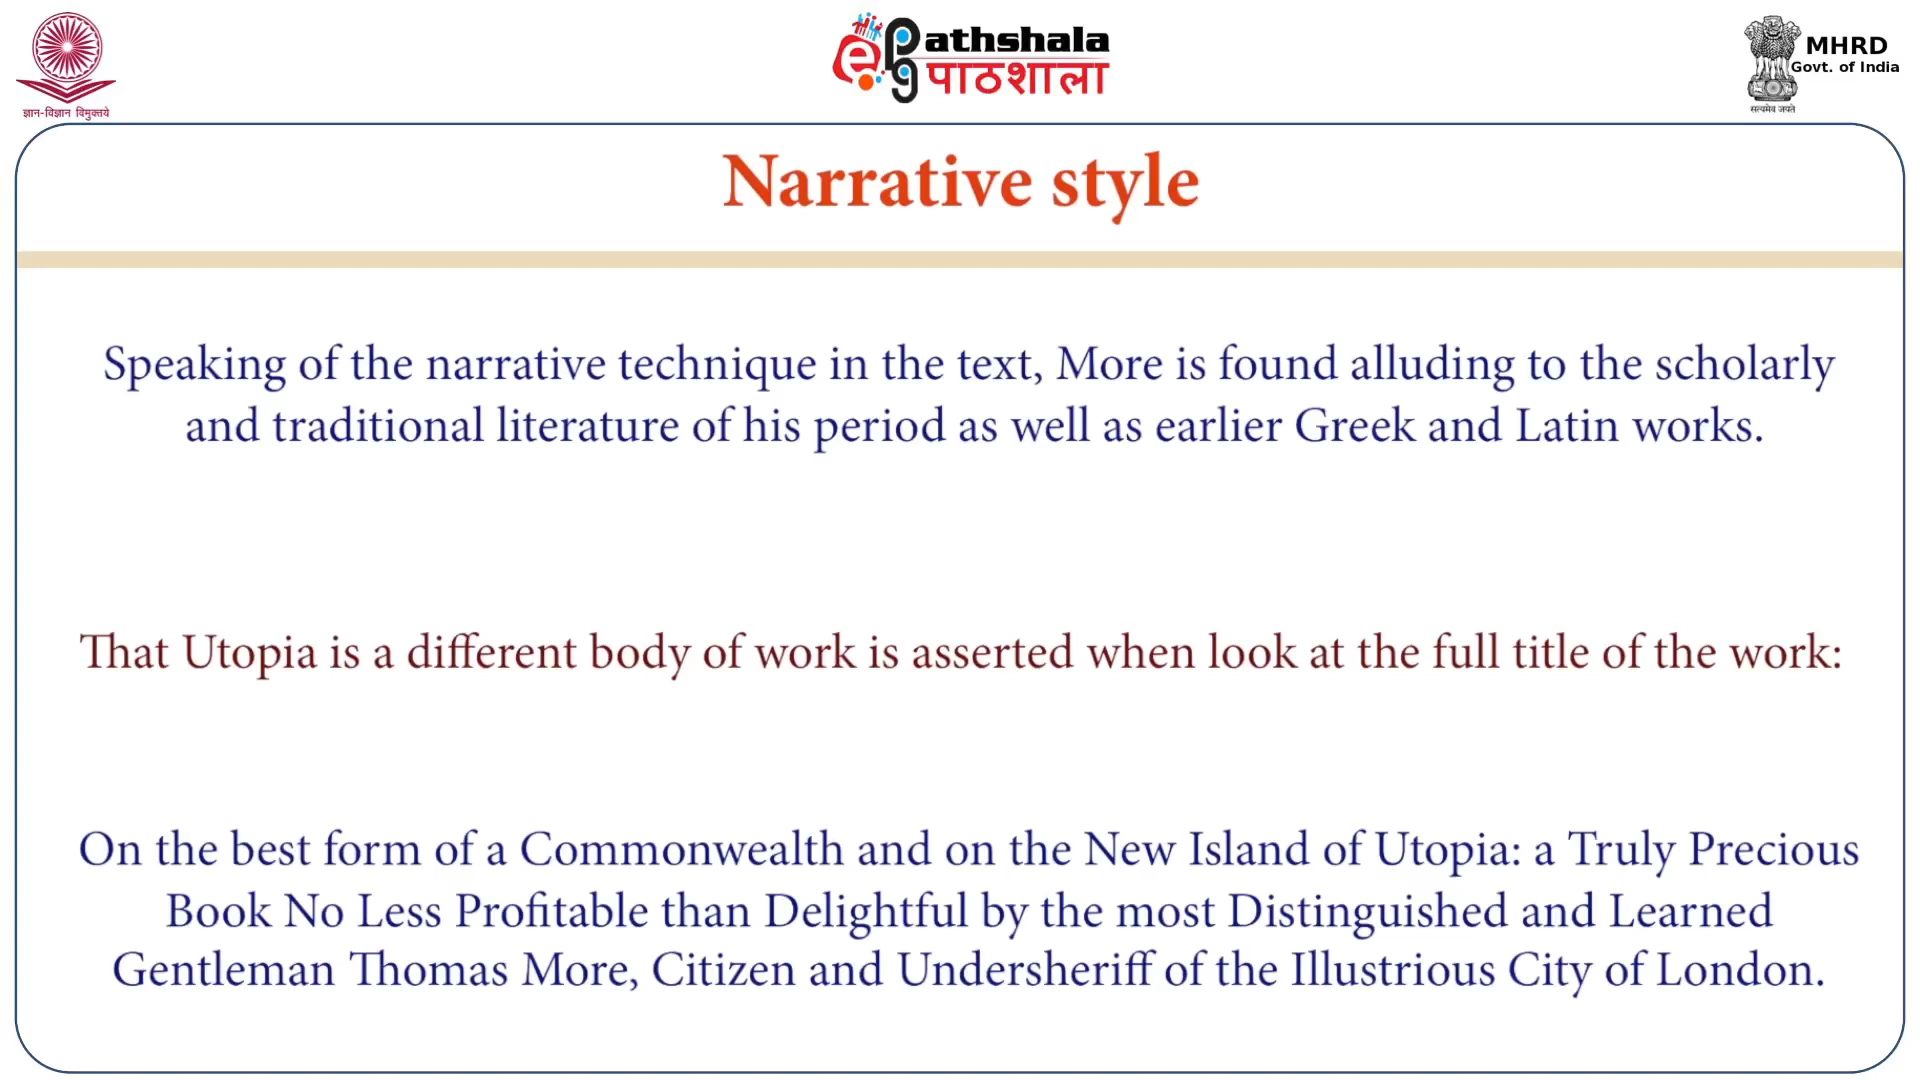 ज्ञान-विज्ञान विमुक्तये
ePG Pathshala
पाठशाला
MHRD
Govt. of India
सत्यमेव जयते
Narrative style
Speaking of the narrative technique in the text, More is found alluding to the scholarly
and traditional literature of his period as well as earlier Greek and Latin works.
That Utopia is a different body of work is asserted when look at the full title of the work:
On the best form of a Commonwealth and on the New Island of Utopia: a Truly Precious
Book No Less Profitable than Delightful by the most Distinguished and Learned
Gentleman Thomas More, Citizen and Undersheriff of the Illustrious City of London.